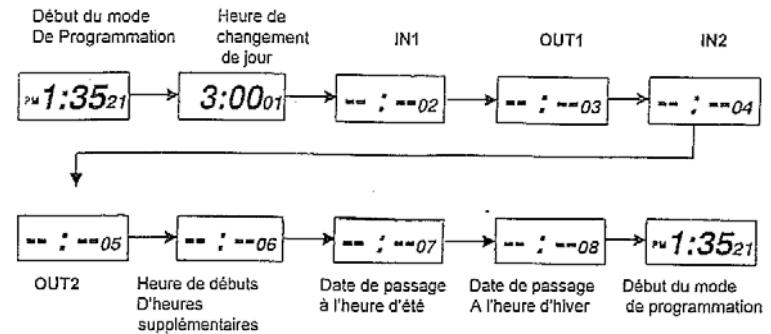 Début du mode
De Programmation
Heure de
changement
de jour
IN1
OUT1
IN2
PM 1:35 21
3:00 01
-- : -- 02
-- : -- 03
-- : -- 04
-- : -- 05
-- : -- 06
-- : -- 07
-- : -- 08
PM 1:35 21
OUT2
Heure de débuts
D'heures
supplémentaires
Date de passage
à l'heure d'été
Date de passage
A l'heure d'hiver
Début du mode
de programmation